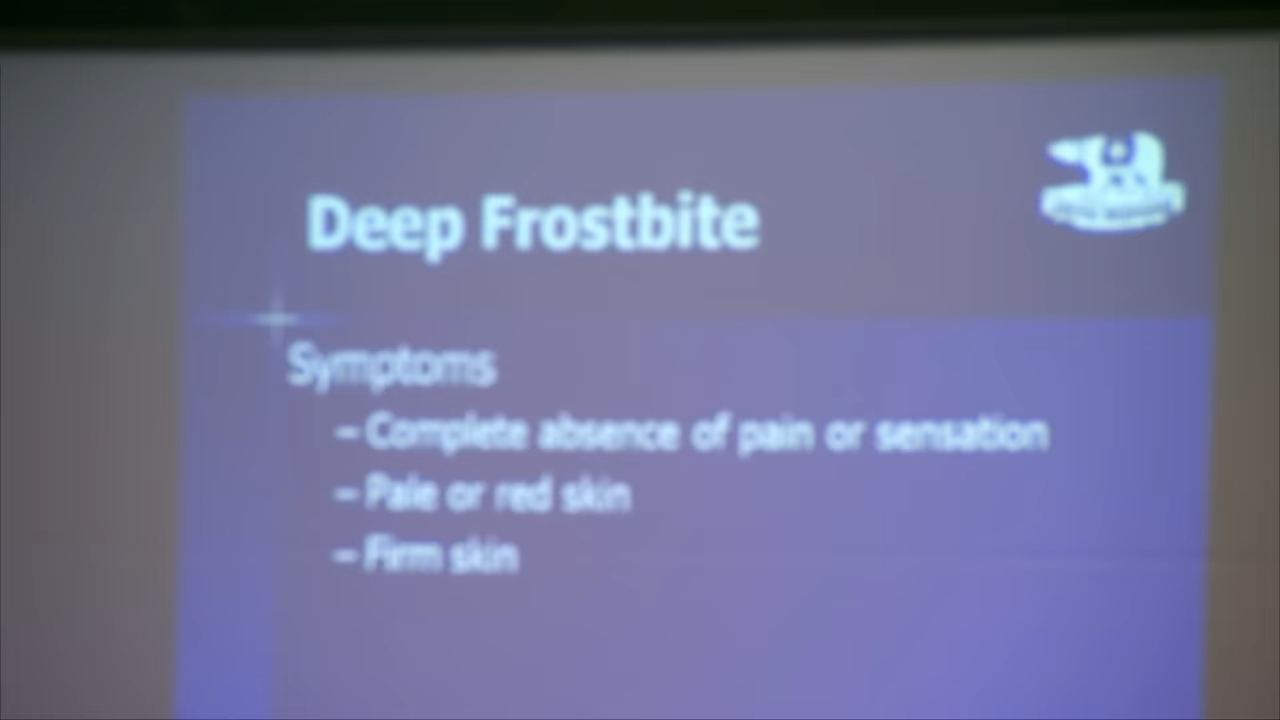 Deep Frostbite
Symptoms
– Complete absence of pain or sensation
– Pale or red skin
– Firm skin